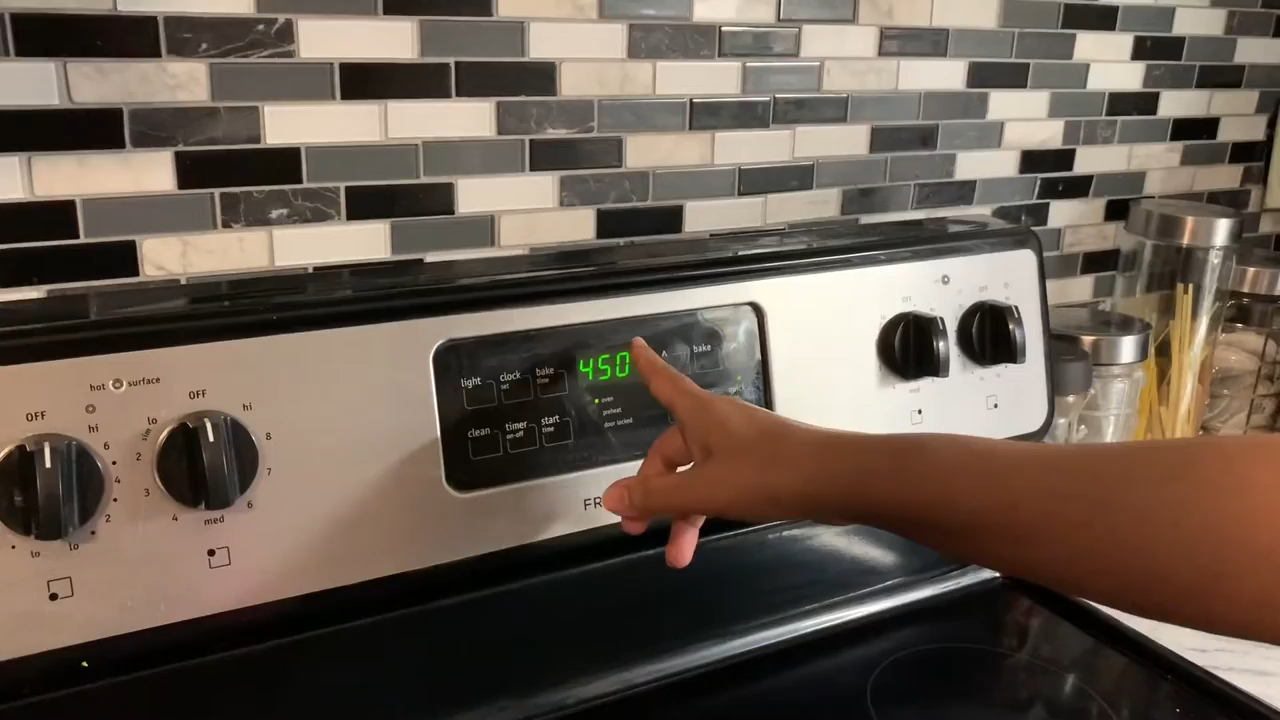 light
clock
set
bake
time
450
bake
oven
preheat
door locked
clean
timer
on-off
start
time
hot surface
OFF
hi
6
4
2
lo
lo
OFF
lo
sim
2
3
4
med
6
7
8
hi
FR
OFF
med
OFF